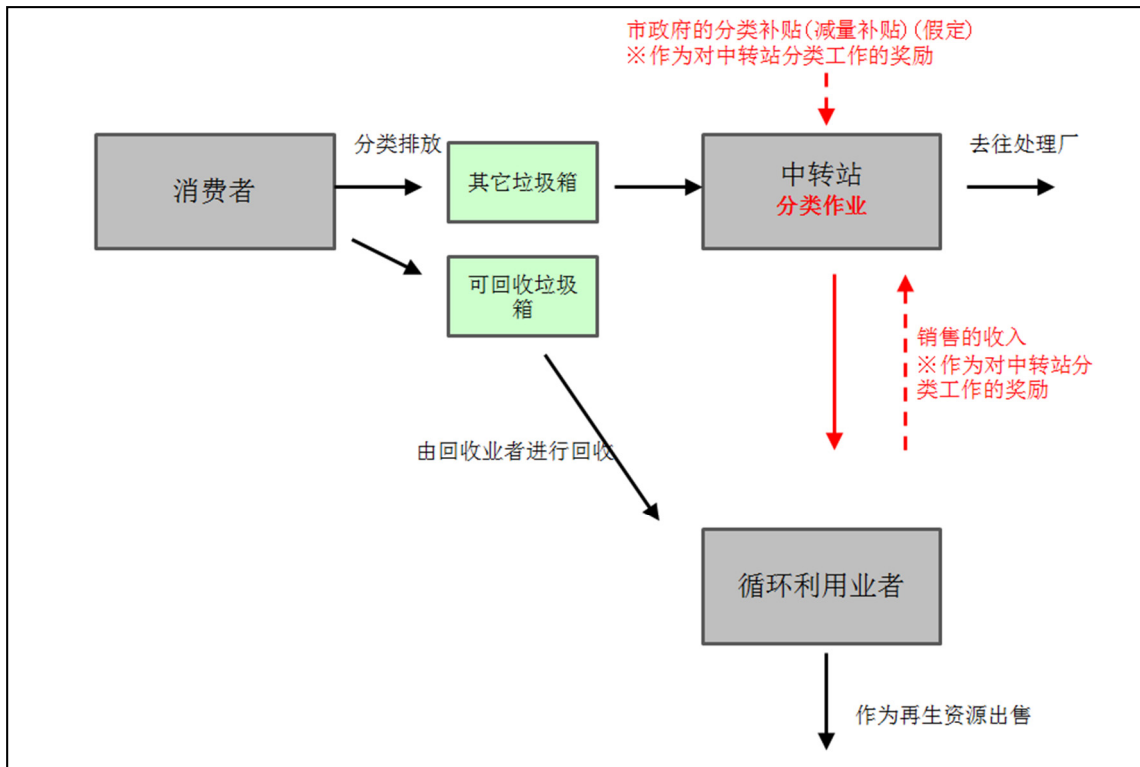 市政府的分类补贴(减量补贴)(假定)
※作为对中转站分类工作的奖励
消费者
分类排放
其它垃圾箱
中转站
分类作业
去往处理厂
可回收垃圾
箱
销售的收入
※作为对中转站分
类工作的奖励
由回收业者进行回收
循环利用业者
作为再生资源出售